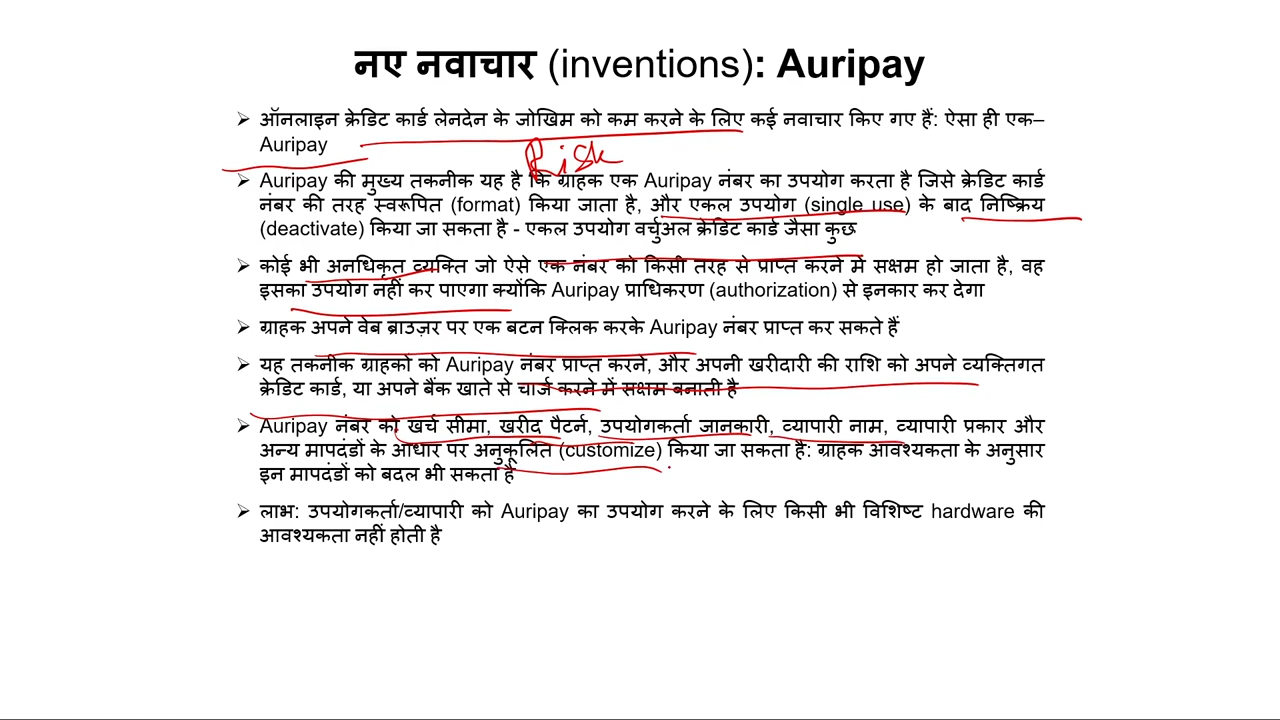 नए नवाचार (inventions): Auripay
➢ ऑनलाइन क्रेडिट कार्ड लेनदेन के जोखिम को कम करने के लिए कई नवाचार किए गए हैं: ऐसा ही एक–
Auripay
Risk
➢ Auripay की मुख्य तकनीक यह है कि ग्राहक एक Auripay नंबर का उपयोग करता है जिसे क्रेडिट कार्ड
नंबर की तरह स्वरूपित (format) किया जाता है, और एकल उपयोग (single use) के बाद निष्क्रिय
(deactivate) किया जा सकता है - एकल उपयोग वर्चुअल क्रेडिट कार्ड जैसा कुछ
➢ कोई भी अनधिकृत व्यक्ति जो ऐसे एक नंबर को किसी तरह से प्राप्त करने में सक्षम हो जाता है, वह
इसका उपयोग नहीं कर पाएगा क्योंकि Auripay प्राधिकरण (authorization) से इनकार कर देगा
➢ ग्राहक अपने वेब ब्राउज़र पर एक बटन क्लिक करके Auripay नंबर प्राप्त कर सकते हैं
➢ यह तकनीक ग्राहकों को Auripay नंबर प्राप्त करने, और अपनी खरीदारी की राशि को अपने व्यक्तिगत
क्रेडिट कार्ड, या अपने बैंक खाते से चार्ज करने में सक्षम बनाती है
➢ Auripay नंबर को खर्च सीमा, खरीद पैटर्न, उपयोगकर्ता जानकारी, व्यापारी नाम, व्यापारी प्रकार और
अन्य मापदंडों के आधार पर अनुकूलित (customize) किया जा सकता है: ग्राहक आवश्यकता के अनुसार
इन मापदंडों को बदल भी सकता है
➢ लाभ: उपयोगकर्ता/व्यापारी को Auripay का उपयोग करने के लिए किसी भी विशिष्ट hardware की
आवश्यकता नहीं होती है